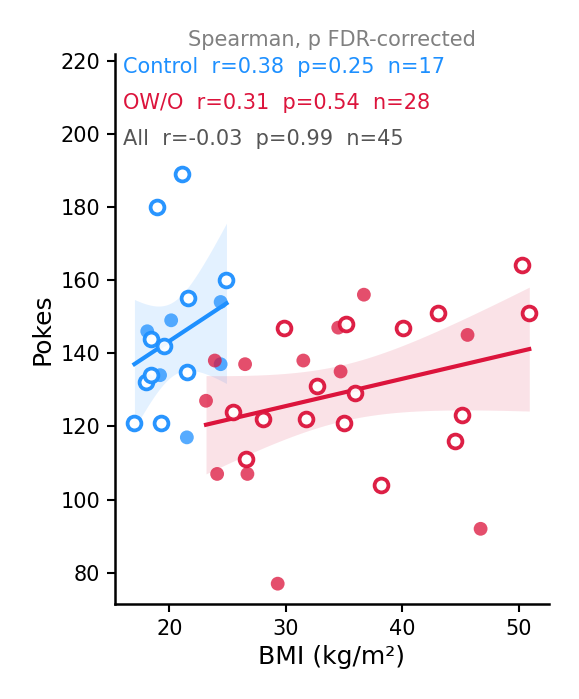 Spearman, p FDR-corrected
Control  r=0.38  p=0.25  n=17
OW/O  r=0.31  p=0.54  n=28
All  r=-0.03  p=0.99  n=45
220
200
180
160
140
120
100
80
Pokes
20 30 40 50
BMI (kg/m²)